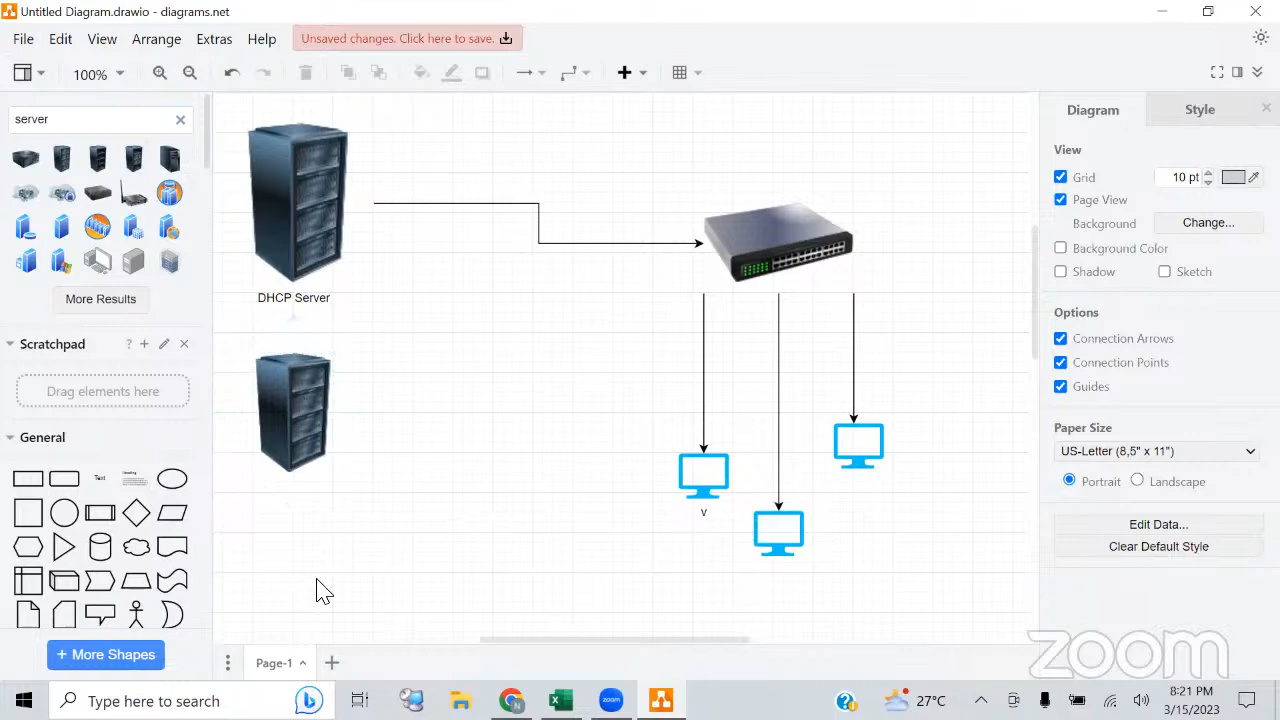 Untitled Diagram.drawio - diagrams.net
File Edit View Arrange Extras Help Unsaved changes. Click here to save.
100%
server
More Results
Scratchpad ?
Drag elements here
General
Text
Heading
+ More Shapes
DHCP Server
v
Page-1
Diagram Style
View
Grid 10 pt
Page View
Background Change...
Background Color
Shadow Sketch
Options
Connection Arrows
Connection Points
Guides
Paper Size
US-Letter (8,5" x 11")
Portrait Landscape
Edit Data...
Clear Default Style
zoom
Type here to search
N
zoom
27°C
8:21 PM
3/15/2023